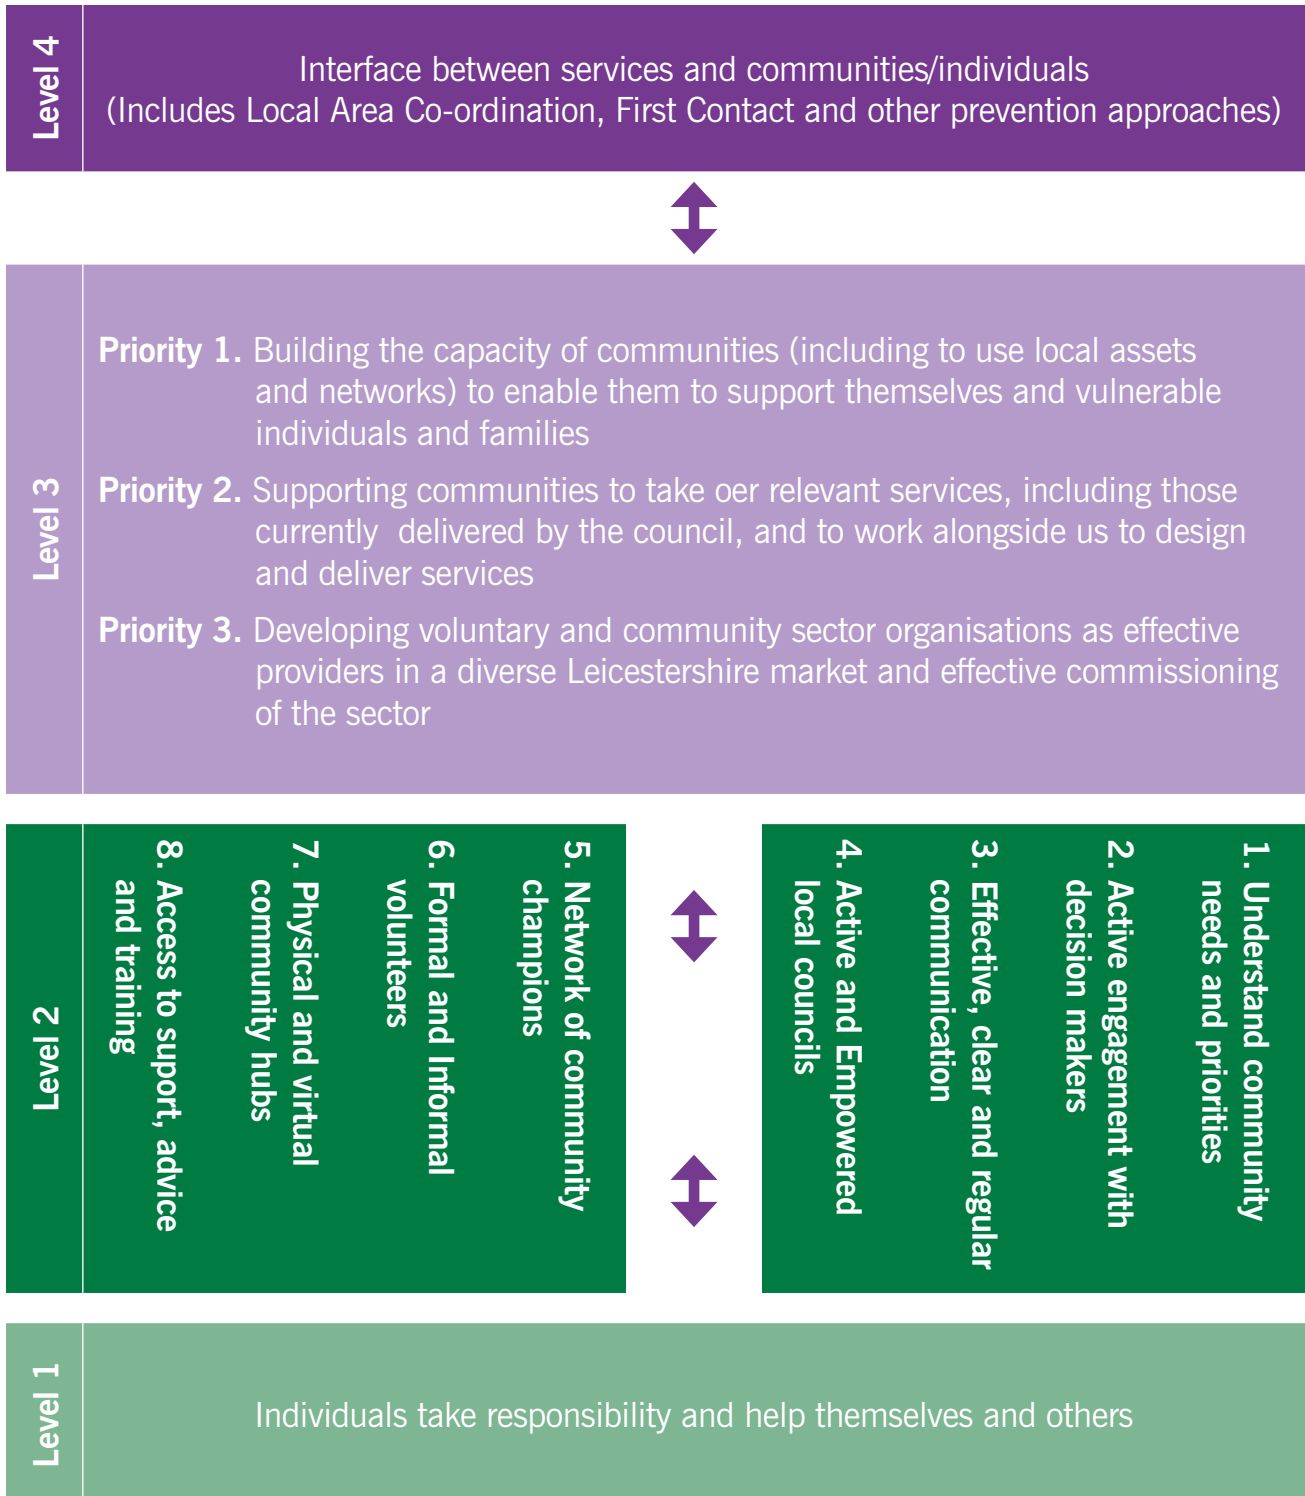 Level 4
Interface between services and communities/individuals
(Includes Local Area Co-ordination, First Contact and other prevention approaches)
Level 3
Priority 1. Building the capacity of communities (including to use local assets
and networks) to enable them to support themselves and vulnerable
individuals and families
Priority 2. Supporting communities to take oer relevant services, including those
currently delivered by the council, and to work alongside us to design
and deliver services
Priority 3. Developing voluntary and community sector organisations as effective
providers in a diverse Leicestershire market and effective commissioning
of the sector
Level 2
1. Understand community
needs and priorities
2. Active engagement with
decision makers
3. Effective, clear and regular
communication
4. Active and Empowered
local councils
5. Network of community
champions
6. Formal and Informal
volunteers
7. Physical and virtual
community hubs
8. Access to suport, advice
and training
Level 1
Individuals take responsibility and help themselves and others